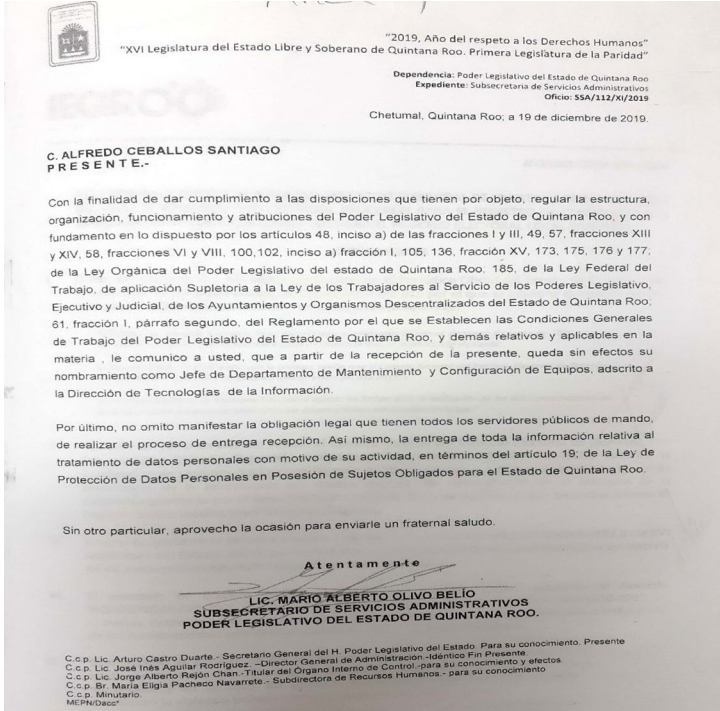 "2019, Año del respeto a los Derechos Humanos"
"XVI Legislatura del Estado Libre y Soberano de Quintana Roo. Primera Legislatura de la Paridad"
Dependencia: Poder Legislativo del Estado de Quintana Roo
Expediente: Subsecretaria de Servicios Administrativos
Oficio: SSA/112/XI/2019
Chetumal, Quintana Roo; a 19 de diciembre de 2019.
C. ALFREDO CEBALLOS SANTIAGO
P R E S E N T E.-
Con la finalidad de dar cumplimiento a las disposiciones que tienen por objeto, regular la estructura,
organización, funcionamiento y atribuciones del Poder Legislativo del Estado de Quintana Roo, y con
fundamento en lo dispuesto por los artículos 48, inciso a) de las fracciones I y III, 49, 57, fracciones XIII
y XIV, 58, fracciones VI y VIII, 100,102, inciso a) fracción I, 105, 136, fracción XV, 173, 175, 176 y 177;
de la Ley Orgánica del Poder Legislativo del estado de Quintana Roo; 185, de la Ley Federal del
Trabajo, de aplicación Supletoria a la Ley de los Trabajadores al Servicio de los Poderes Legislativo,
Ejecutivo y Judicial, de los Ayuntamientos y Organismos Descentralizados del Estado de Quintana Roo;
61, fracción I, párrafo segundo, del Reglamento por el que se Establecen las Condiciones Generales
de Trabajo del Poder Legislativo del Estado de Quintana Roo, y demás relativos y aplicables en la
materia , le comunico a usted, que a partir de la recepción de la presente, queda sin efectos su
nombramiento como Jefe de Departamento de Mantenimiento y Configuración de Equipos, adscrito a
la Dirección de Tecnologías de la Información.
Por último, no omito manifestar la obligación legal que tienen todos los servidores públicos de mando,
de realizar el proceso de entrega recepción. Así mismo, la entrega de toda la información relativa al
tratamiento de datos personales con motivo de su actividad, en términos del artículo 19; de la Ley de
Protección de Datos Personales en Posesión de Sujetos Obligados para el Estado de Quintana Roo.
Sin otro particular, aprovecho la ocasión para enviarle un fraternal saludo.
A t e n t a m e n t e
LIC. MARIO ALBERTO OLIVO BELÍO
SUBSECRETARIO DE SERVICIOS ADMINISTRATIVOS
PODER LEGISLATIVO DEL ESTADO DE QUINTANA ROO.
C.c.p. Lic. Arturo Castro Duarte.- Secretario General del H. Poder Legislativo del Estado. Para su conocimiento. Presente
C.c.p. Lic. José Inés Aguilar Rodríguez. –Director General de Administración.-Idéntico Fin Presente.
C.c.p. Lic. Jorge Alberto Rejón Chan.-Titular del Órgano Interno de Control.-para su conocimiento y efectos
C.c.p. Br. María Eligia Pacheco Navarrete.- Subdirectora de Recursos Humanos.- para su conocimiento
C.c.p. Minutario.
MEPN/Dacc*